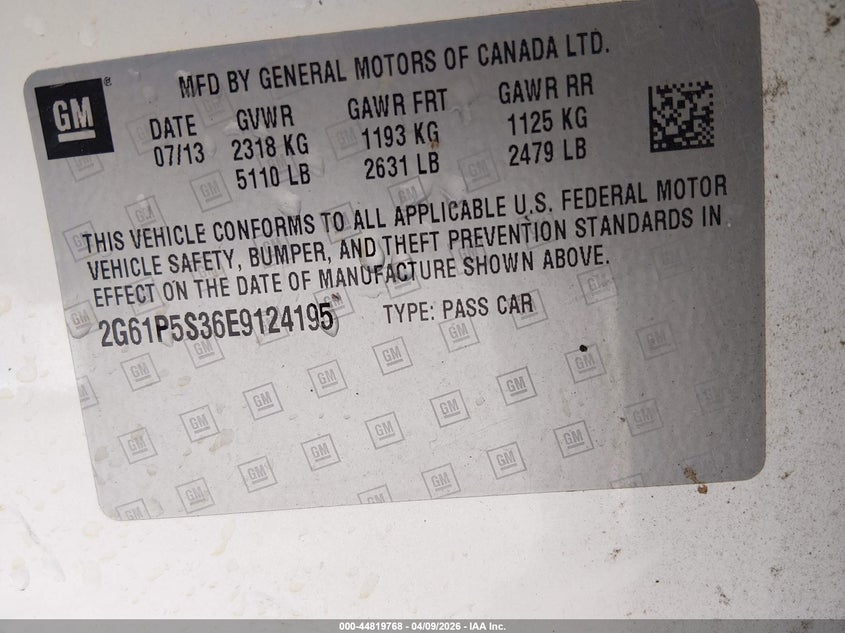 GM
MFD BY GENERAL MOTORS OF CANADA LTD.
DATE GVWR GAWR FRT GAWR RR
07/13 2318 KG 1193 KG 1125 KG
5110 LB 2631 LB 2479 LB
THIS VEHICLE CONFORMS TO ALL APPLICABLE U.S. FEDERAL MOTOR
VEHICLE SAFETY, BUMPER, AND THEFT PREVENTION STANDARDS IN
EFFECT ON THE DATE OF MANUFACTURE SHOWN ABOVE.
2G61P5S36E9124195 TYPE: PASS CAR
000-44819768 - 04/09/2026 - IAA Inc.